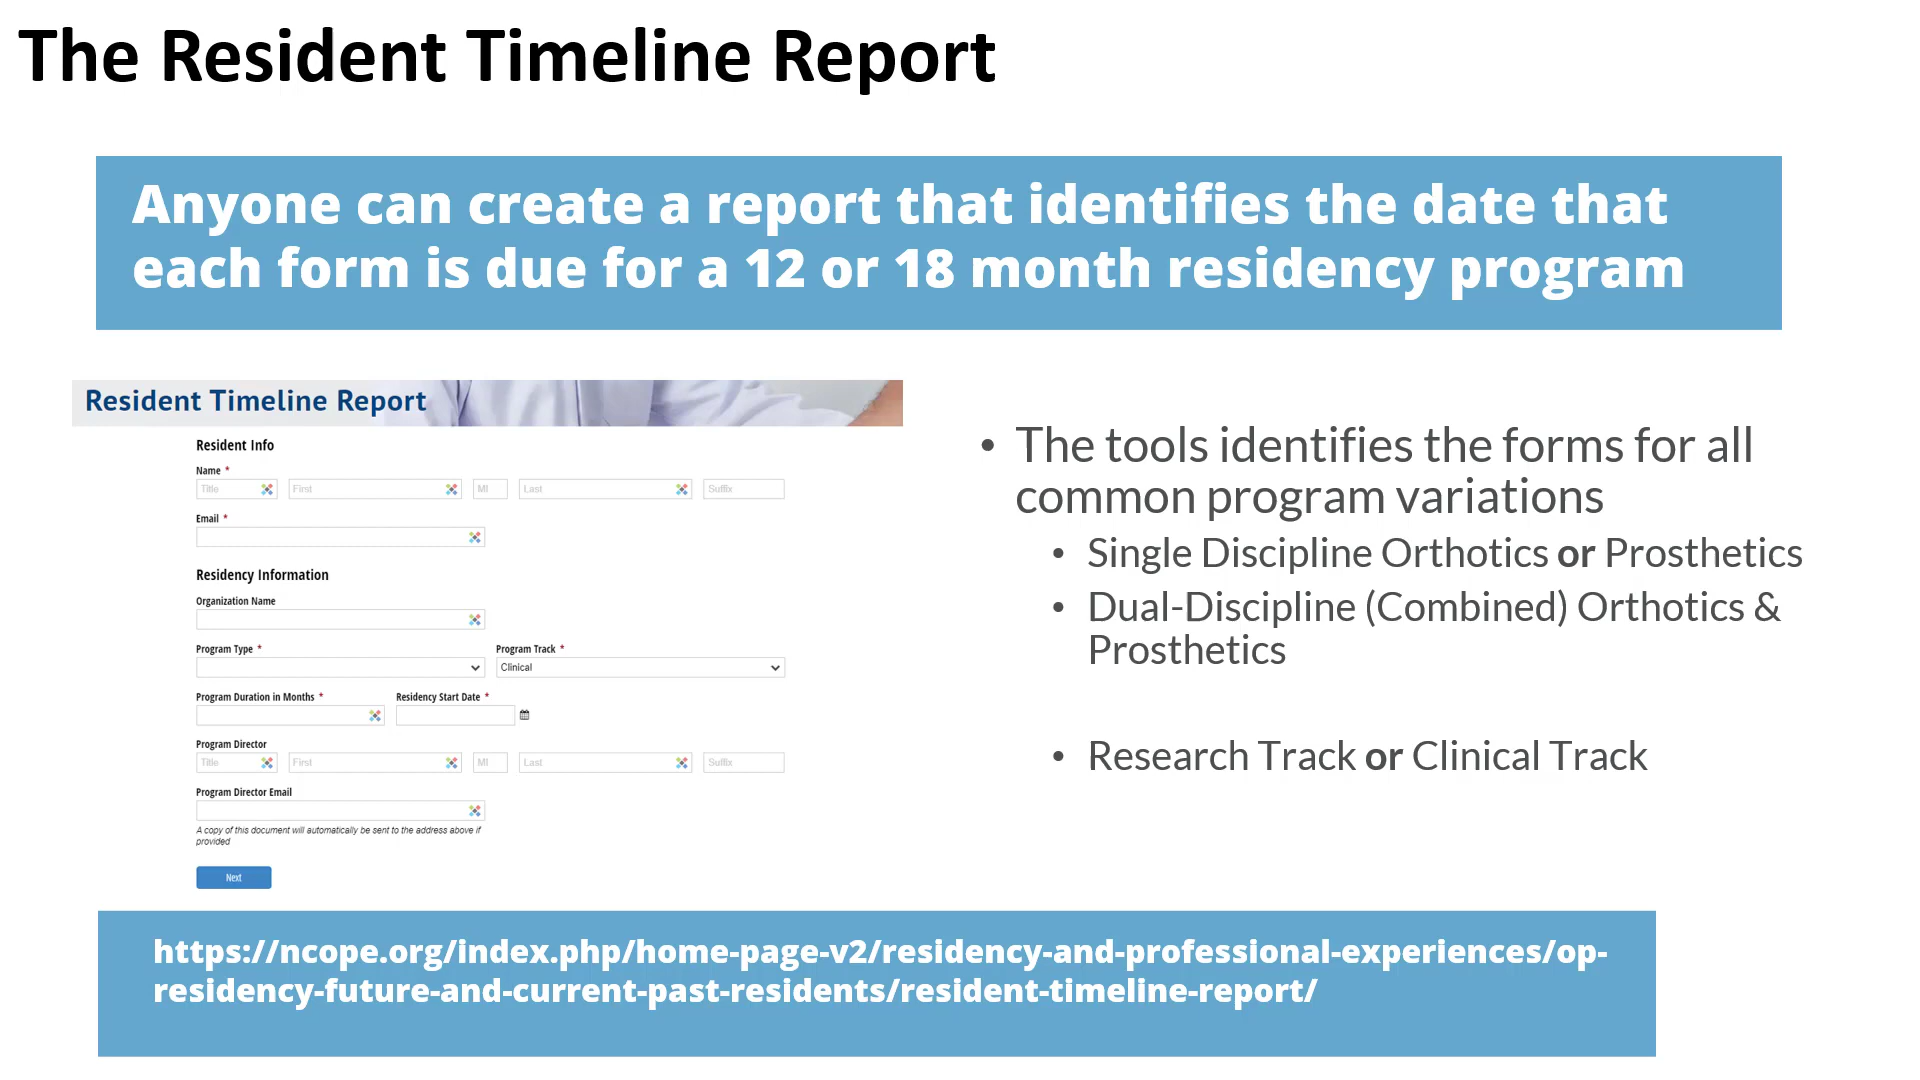 The Resident Timeline Report
Anyone can create a report that identifies the date that
each form is due for a 12 or 18 month residency program
Resident Timeline Report
Resident Info
Name *
Title First MI Last Suffix
Email *
Residency Information
Organization Name
Program Type * Program Track *
Clinical
Program Duration in Months * Residency Start Date *
Program Director
Title First MI Last Suffix
Program Director Email
A copy of this document will automatically be sent to the address above if
provided
Next
• The tools identifies the forms for all
common program variations
• Single Discipline Orthotics or Prosthetics
• Dual-Discipline (Combined) Orthotics &
Prosthetics
• Research Track or Clinical Track
https://ncope.org/index.php/home-page-v2/residency-and-professional-experiences/op-
residency-future-and-current-past-residents/resident-timeline-report/